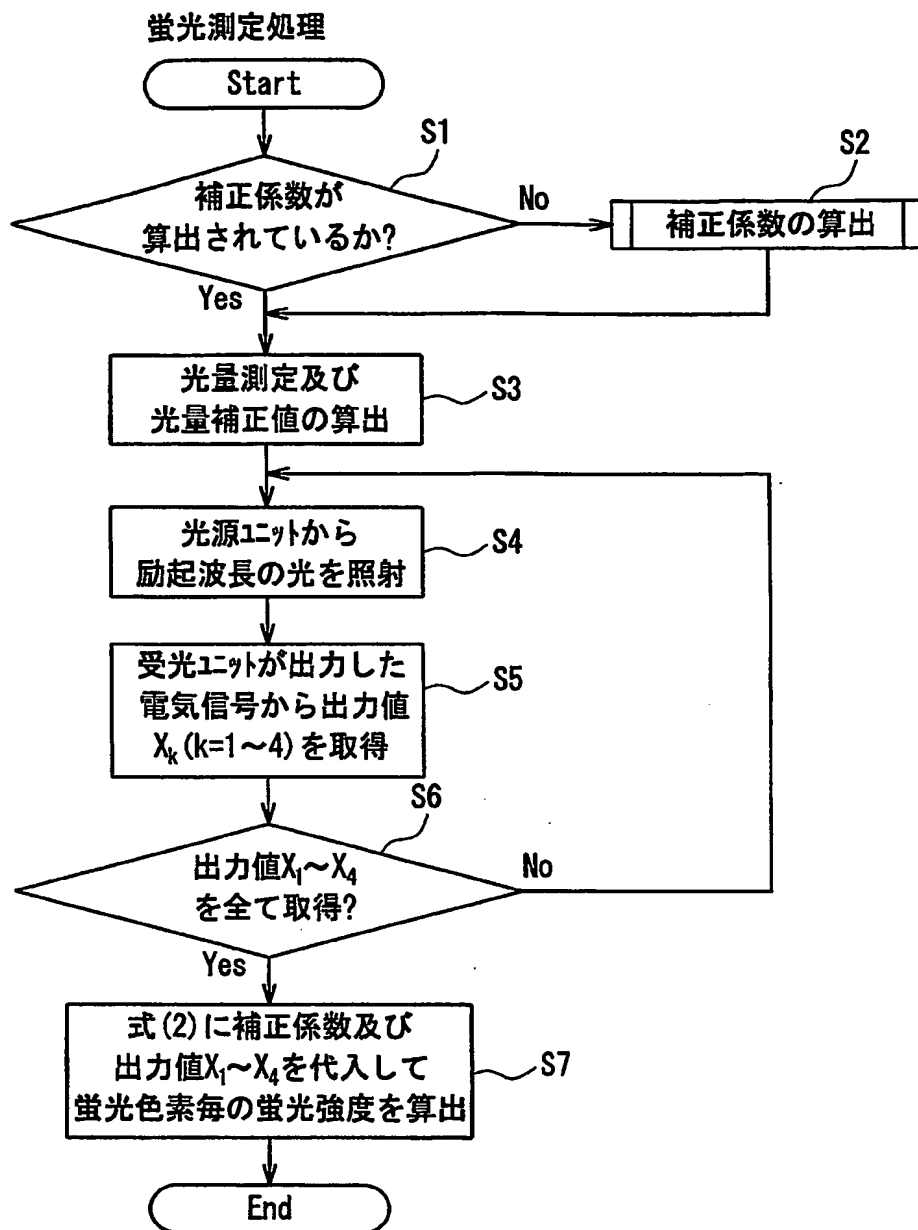 蛍光測定処理
Start
S1
補正係数が
算出されているか?
No
S2
補正係数の算出
Yes
光量測定及び
光量補正値の算出
S3
光源ユニットから
励起波長の光を照射
S4
受光ユニットが出力した
電気信号から出力値
Xk(k=1~4)を取得
S5
S6
出力値X1~X4
を全て取得?
No
Yes
式(2)に補正係数及び
出力値X1~X4を代入して
蛍光色素毎の蛍光強度を算出
S7
End